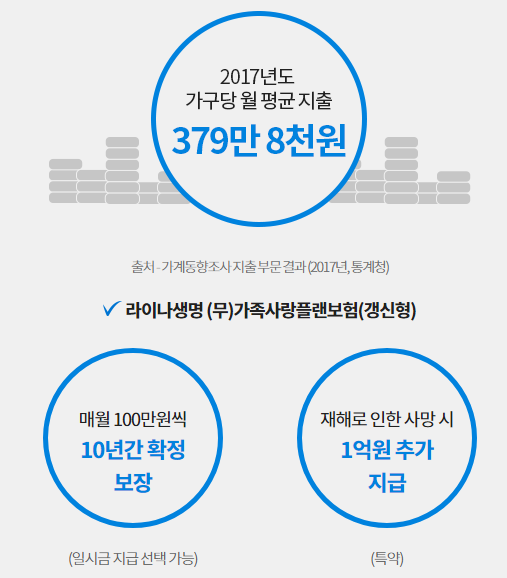 2017년도
가구당 월 평균 지출
379만 8천원
출처 - 가계동향조사 지출 부문 결과 (2017년, 통계청)
라이나생명 (무)가족사랑플랜보험(갱신형)
매월 100만원씩
10년간 확정
보장
(일시금 지급 선택 가능)
재해로 인한 사망 시
1억원 추가
지급
(특약)